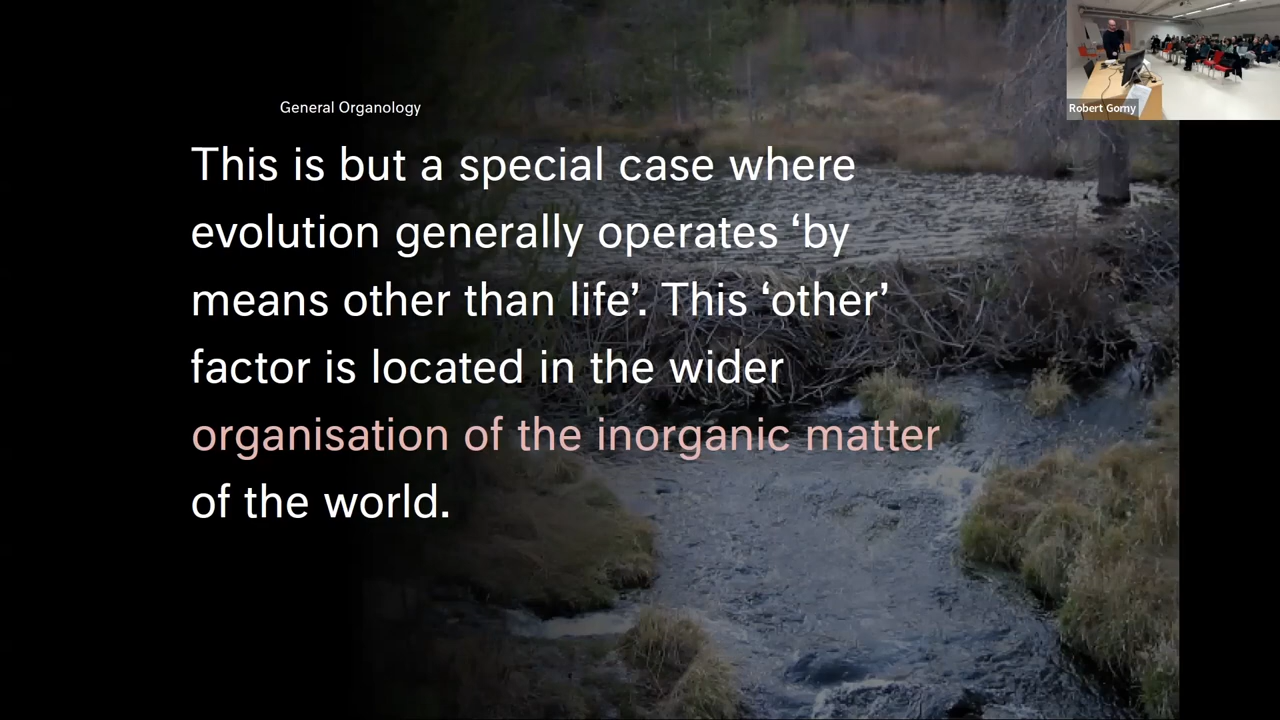 General Organology
This is but a special case where
evolution generally operates ‘by
means other than life’. This ‘other’
factor is located in the wider
organisation of the inorganic matter
of the world.
Robert Gorny